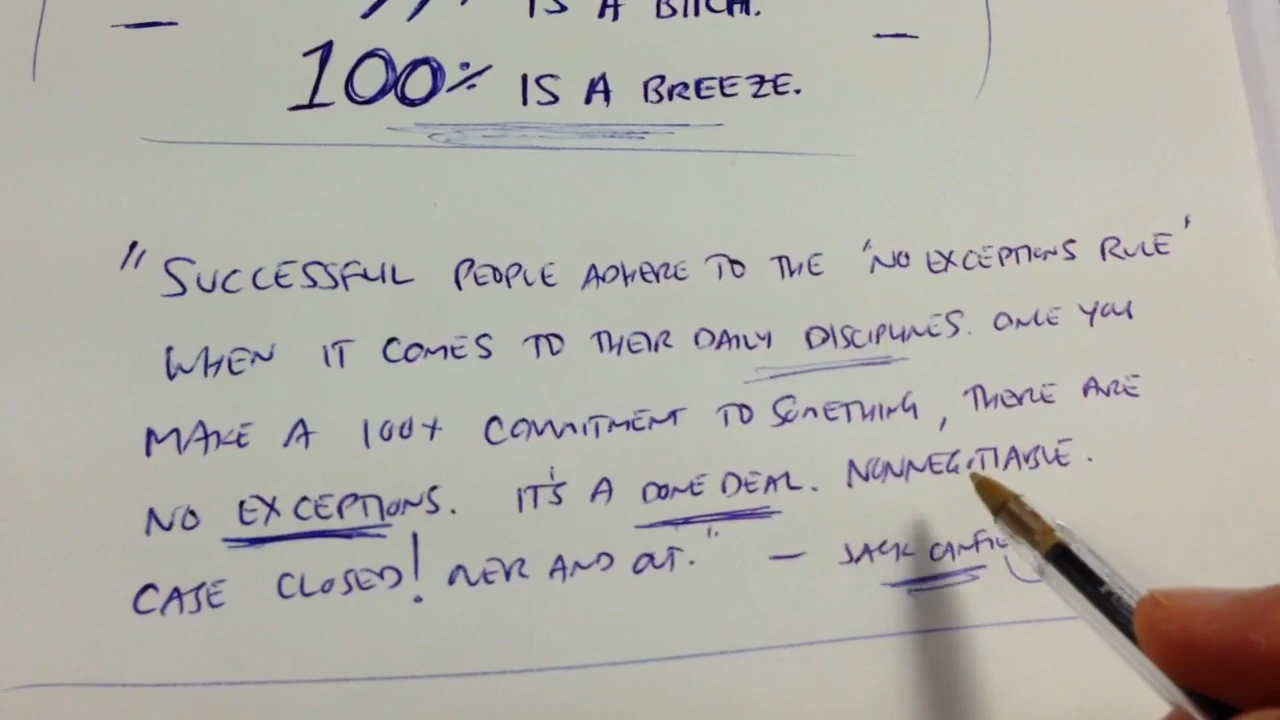 IS A BITCH.
100% IS A BREEZE.
"SUCCESSFUL PEOPLE ADHERE TO THE 'NO EXCEPTIONS RULE'
WHEN IT COMES TO THEIR DAILY DISCIPLINES. ONCE YOU
MAKE A 100% COMMITMENT TO SOMETHING, THERE ARE
NO EXCEPTIONS. IT'S A DONE DEAL. NONNEGOTIABLE.
CASE CLOSED! OVER AND OUT." — JACK